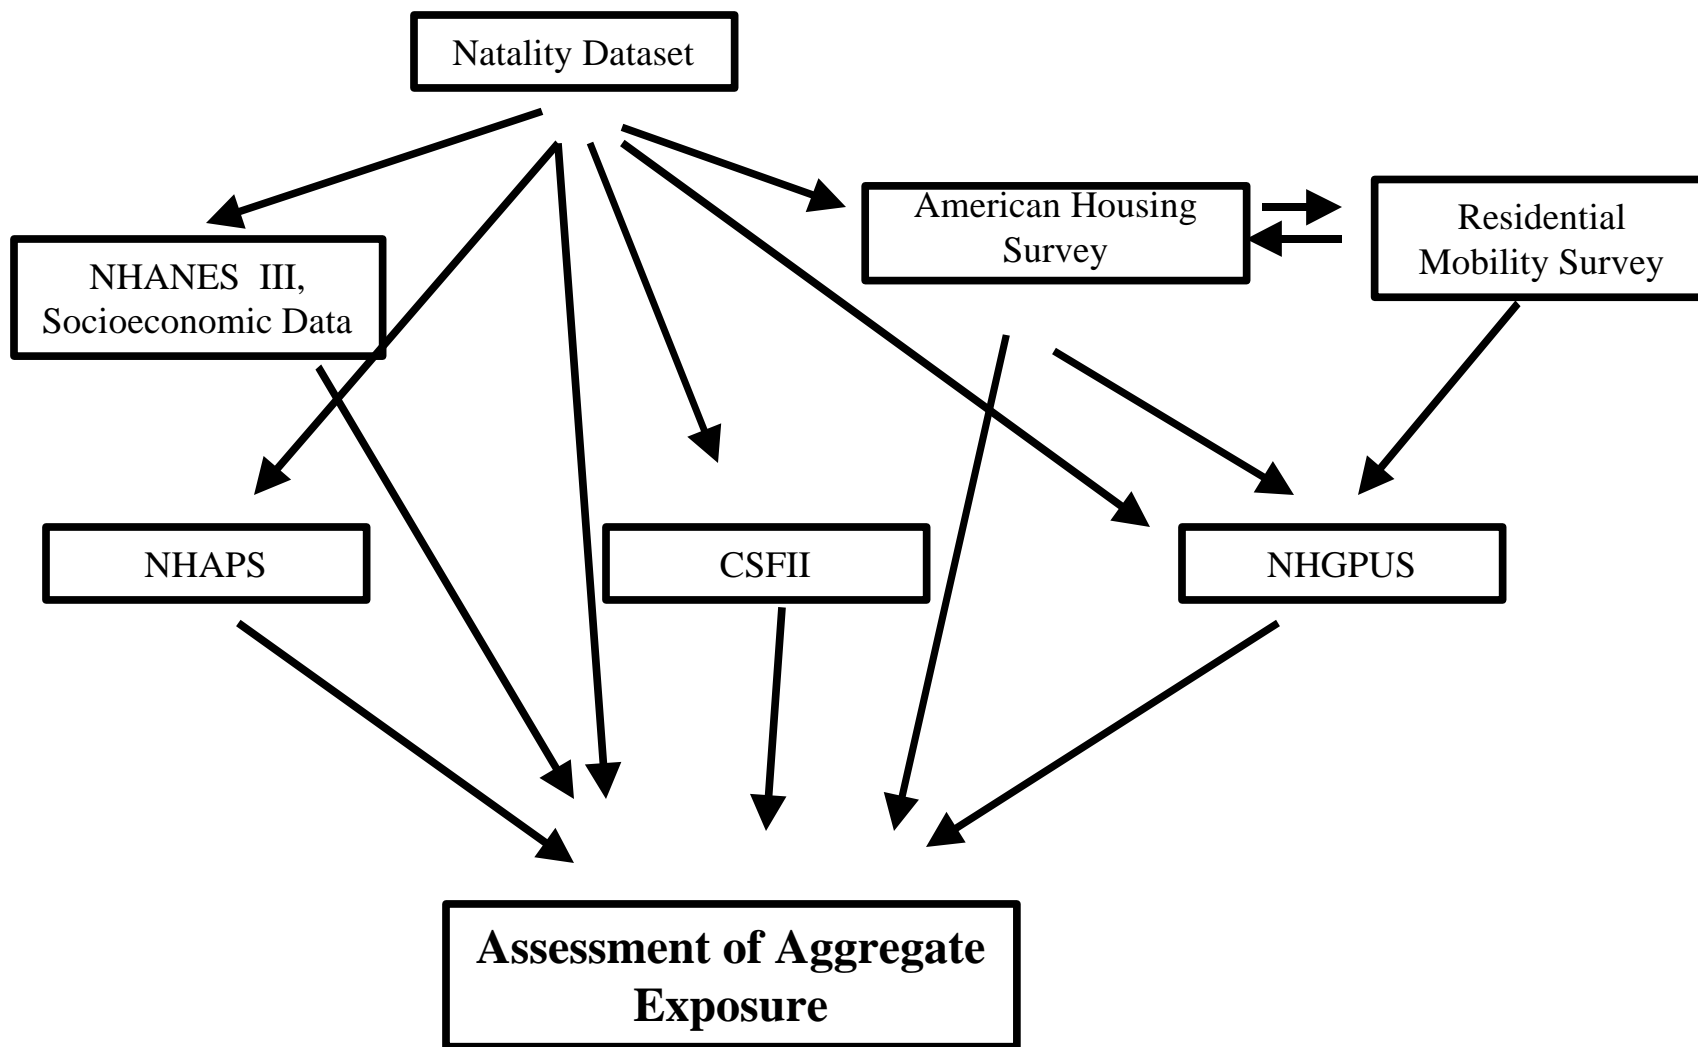 Natality Dataset
American Housing
Survey
Residential
Mobility Survey
NHANES  III,
Socioeconomic Data
NHAPS
CSFII
NHGPUS
Assessment of Aggregate
Exposure